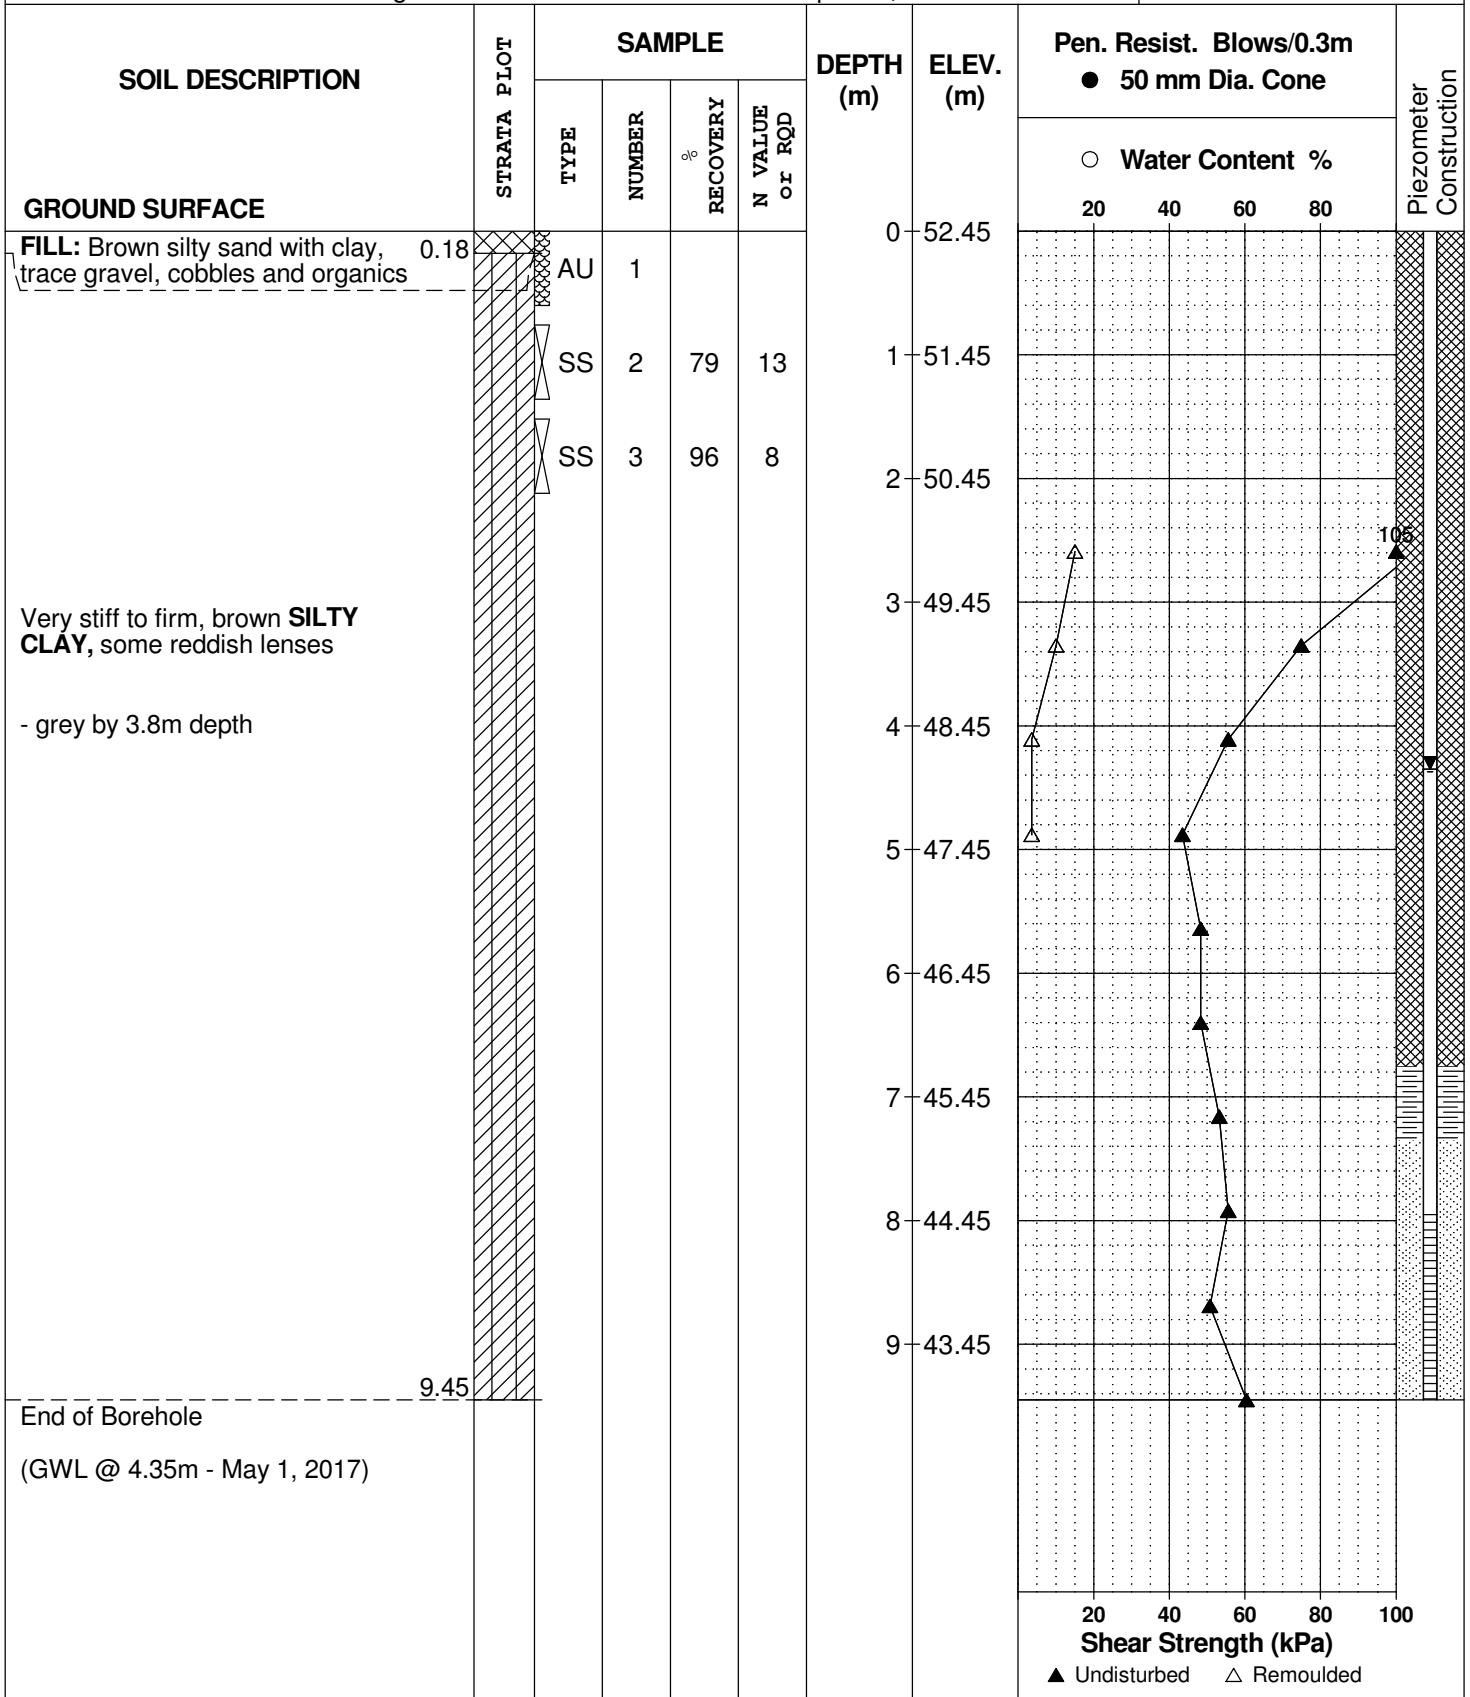 SOIL DESCRIPTION
GROUND SURFACE
STRATA PLOT
SAMPLE
TYPE
NUMBER
%
RECOVERY
N VALUE
or RQD
DEPTH
(m)
ELEV.
(m)
Pen. Resist. Blows/0.3m
● 50 mm Dia. Cone
○ Water Content %
20 40 60 80
Piezometer
Construction
FILL: Brown silty sand with clay, 0.18
trace gravel, cobbles and organics
AU 1
SS 2 79 13
SS 3 96 8
0 52.45
1 51.45
2 50.45
105
3 49.45
Very stiff to firm, brown SILTY
CLAY, some reddish lenses
- grey by 3.8m depth
4 48.45
5 47.45
6 46.45
7 45.45
8 44.45
9 43.45
9.45
End of Borehole
(GWL @ 4.35m - May 1, 2017)
20 40 60 80 100
Shear Strength (kPa)
▲ Undisturbed △ Remoulded